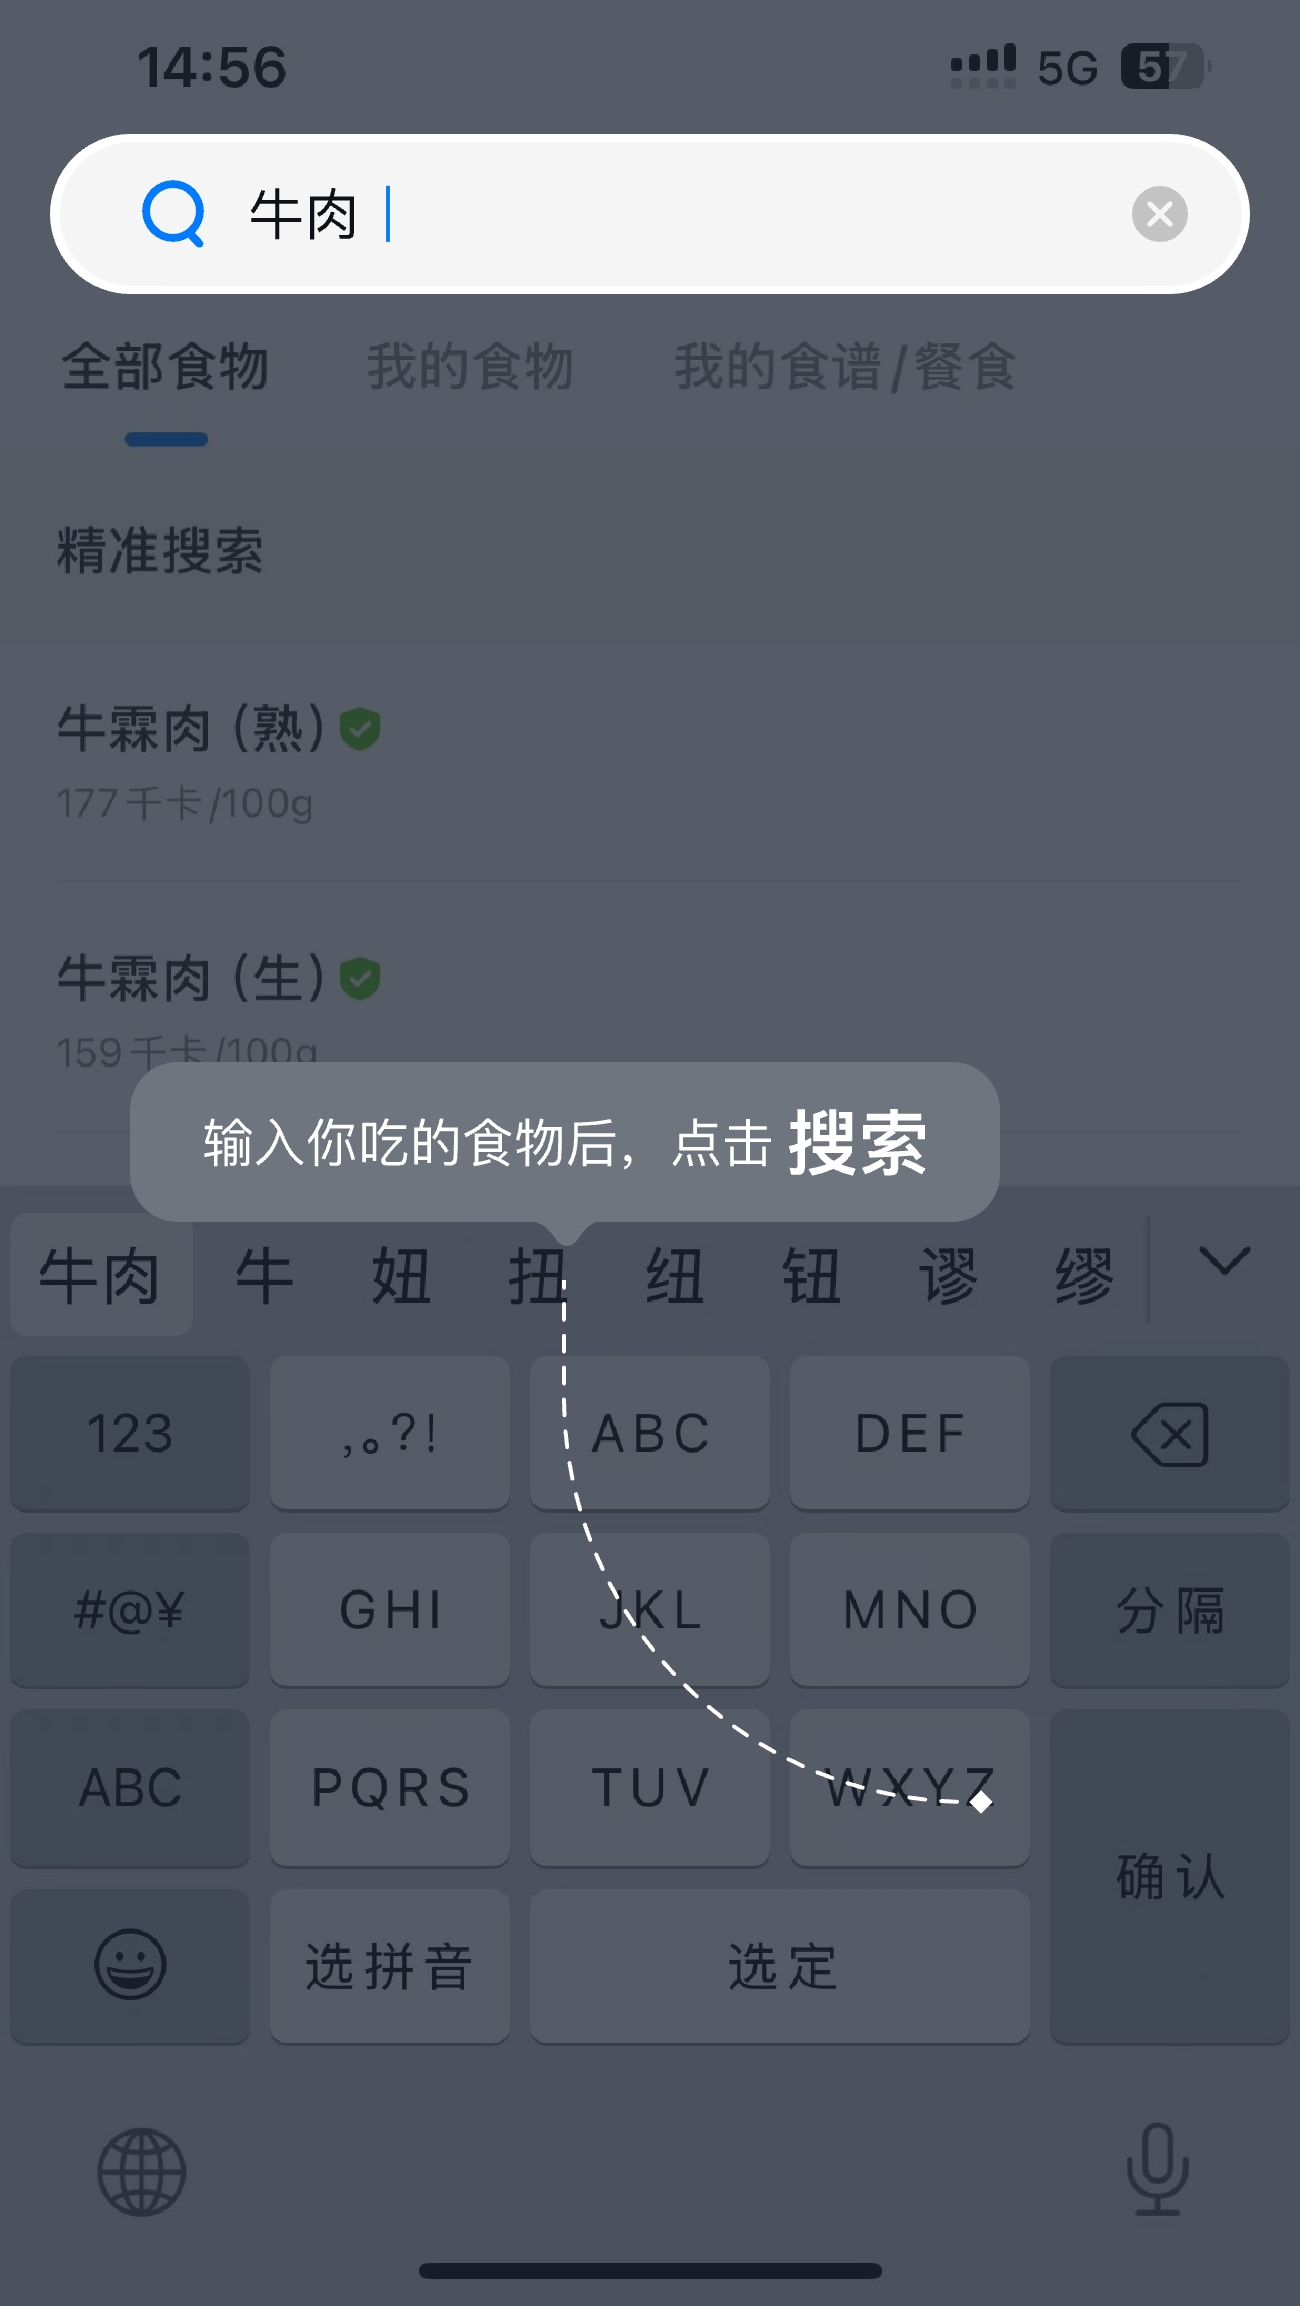 14:56 5G 57
牛肉
全部食物 我的食物 我的食谱/餐食
精准搜索
牛霖肉（熟）
177千卡/100g
牛霖肉（生）
159千卡/100g
输入你吃的食物后，点击 搜索
牛肉 牛 妞 扭 纽 钮 谬 缪
123 ,。?! ABC DEF
#@¥ GHI JKL MNO 分隔
ABC PQRS TUV WXYZ
确认
选拼音 选定